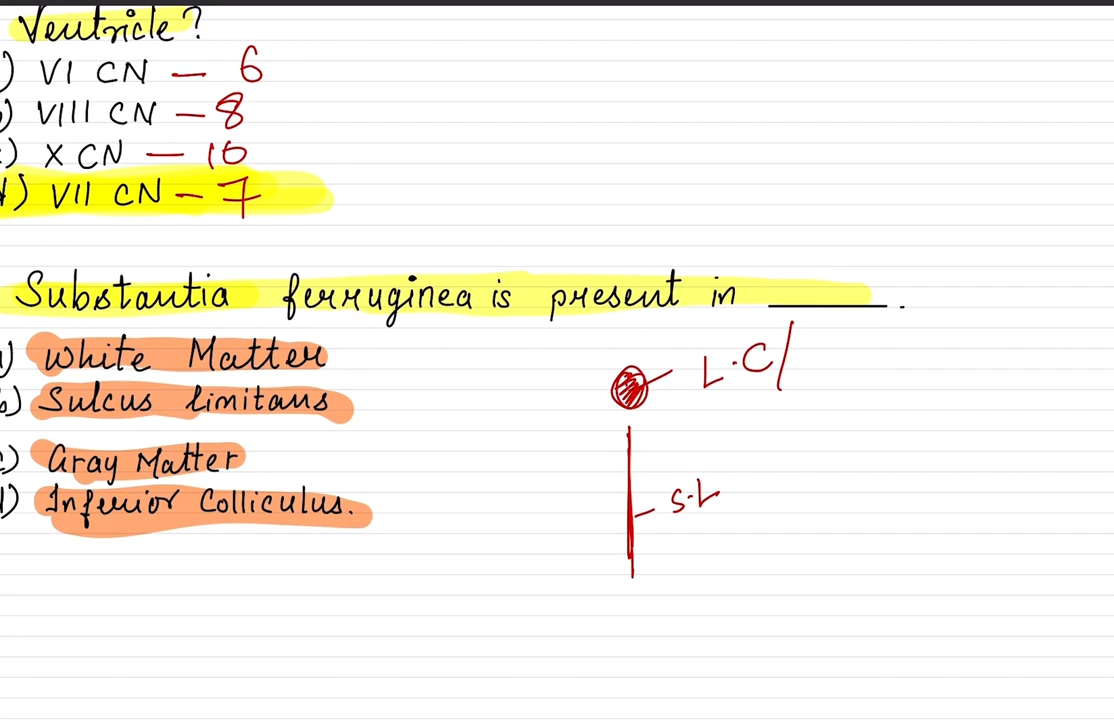 Ventricle?
) VI CN — 6
) VIII CN — 8
) X CN — 10
) VII CN — 7
Substantia ferruginea is present in ______.
L.C/
) White Matter
) Sulcus limitans
) Gray Matter
) Inferior Colliculus.
S.L